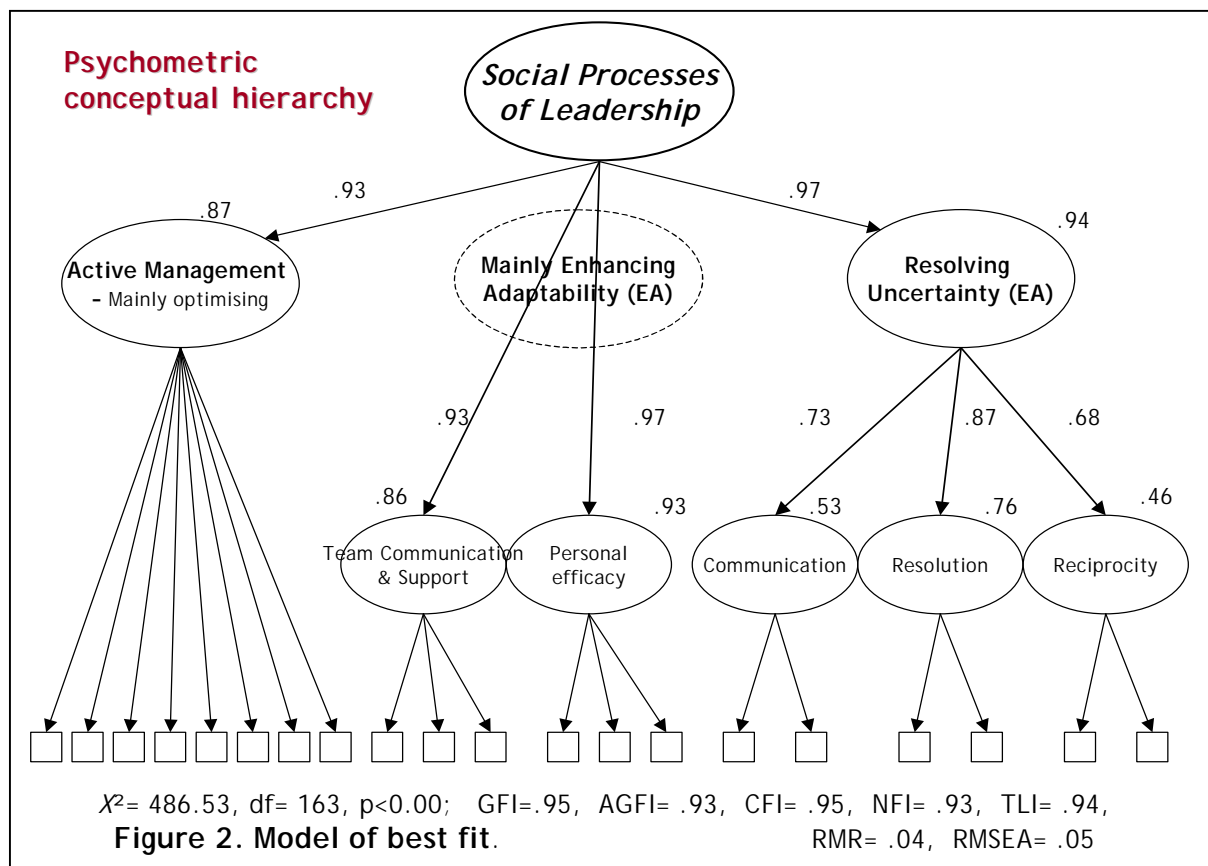 Psychometric
conceptual hierarchy
Social Processes
of Leadership
.93
.97
.87
.94
Active Management
- Mainly optimising
Mainly Enhancing
Adaptability (EA)
Resolving
Uncertainty (EA)
.93
.97
.73
.87
.68
.86
.93
.53
.76
.46
Team Communication
& Support
Personal
efficacy
Communication
Resolution
Reciprocity
X²= 486.53, df= 163, p<0.00; GFI=.95, AGFI= .93, CFI= .95, NFI= .93, TLI= .94,
Figure 2. Model of best fit. RMR= .04, RMSEA= .05